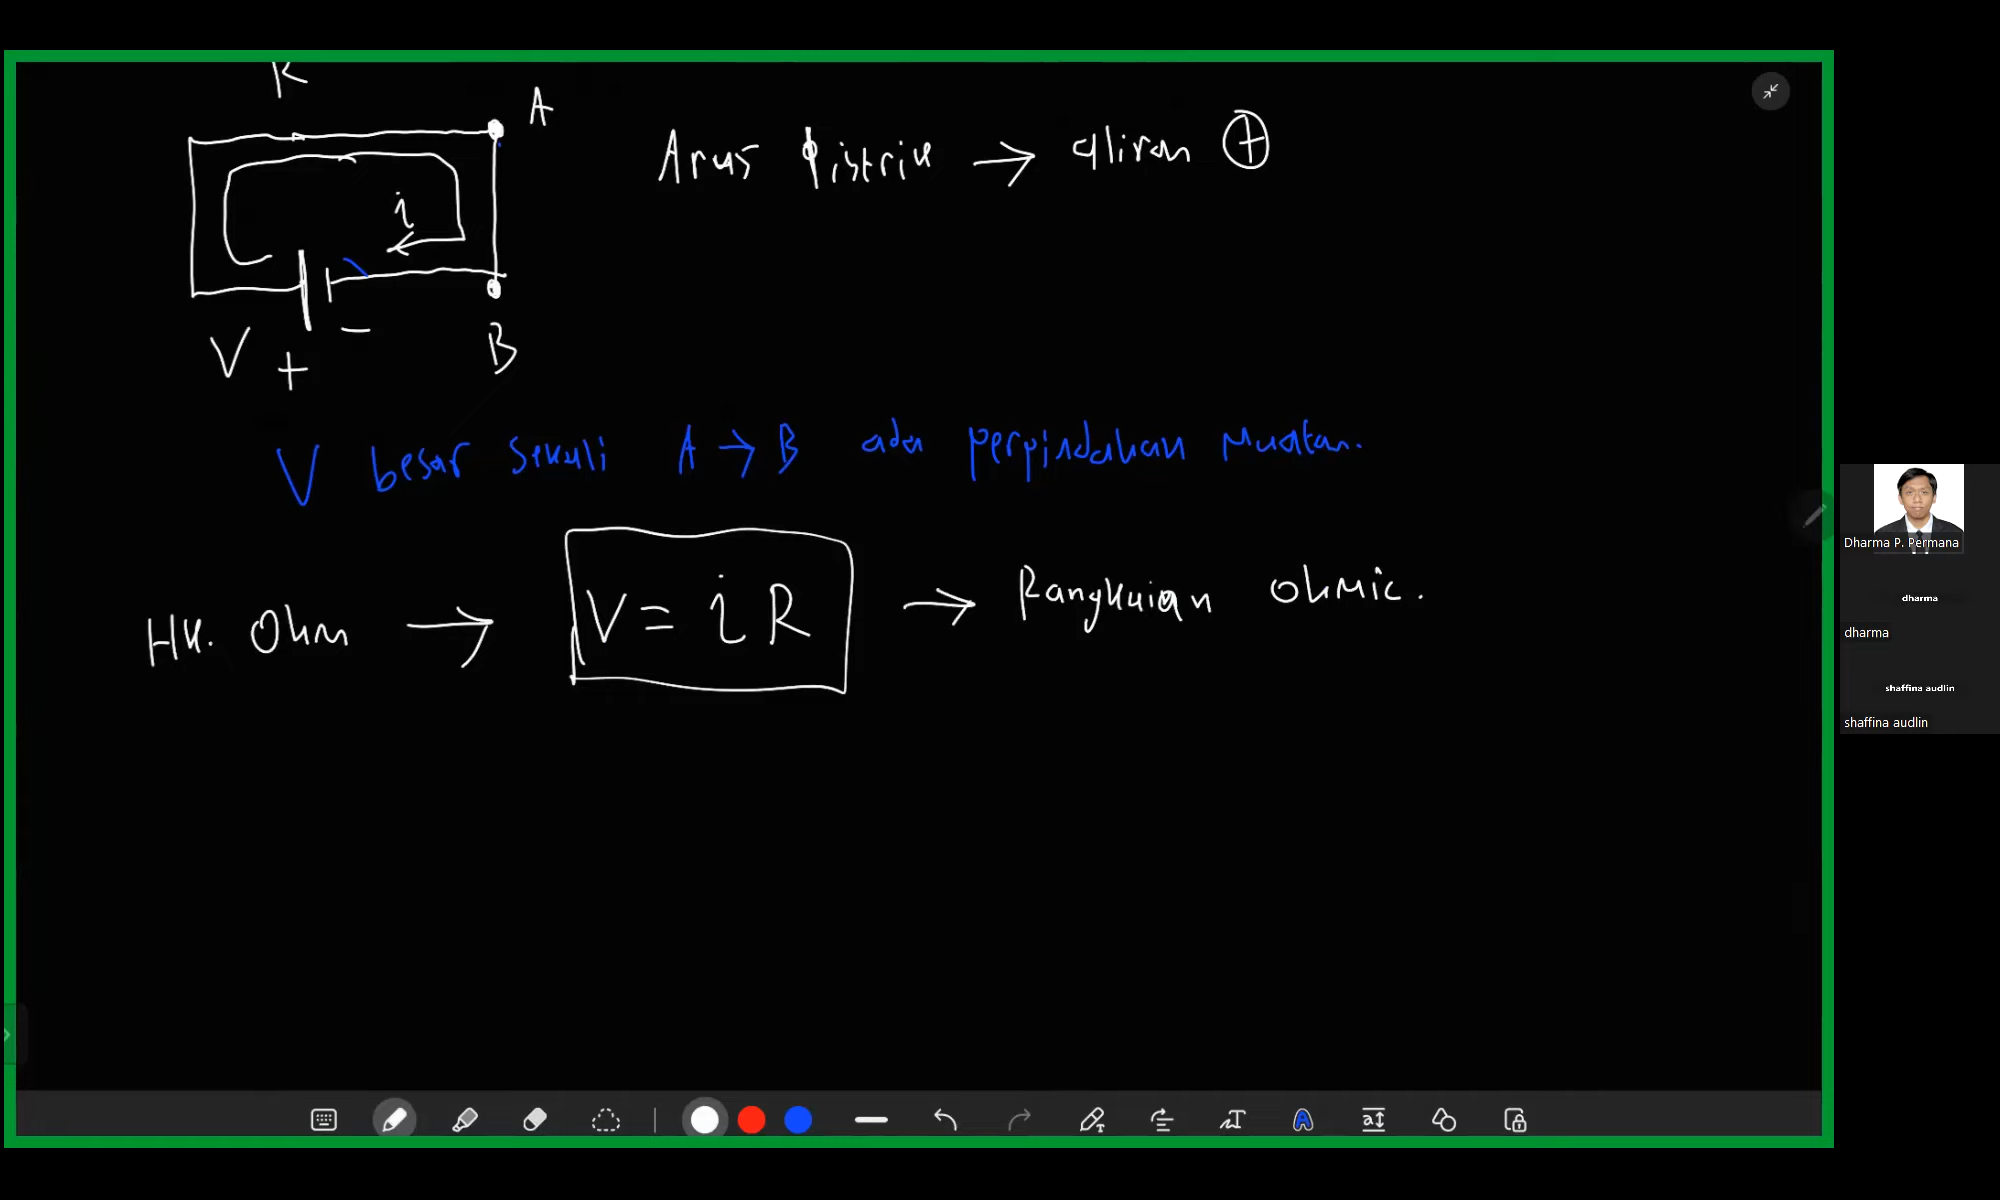 R
A
Arus listrik → aliran ⊕
i
V + −
B
V besar sekali A → B ada perpindahan muatan.
Hk. Ohm → V = i R → Rangkaian Ohmic.
Dharma P. Permana
dharma
dharma
shaffina audlin
shaffina audlin